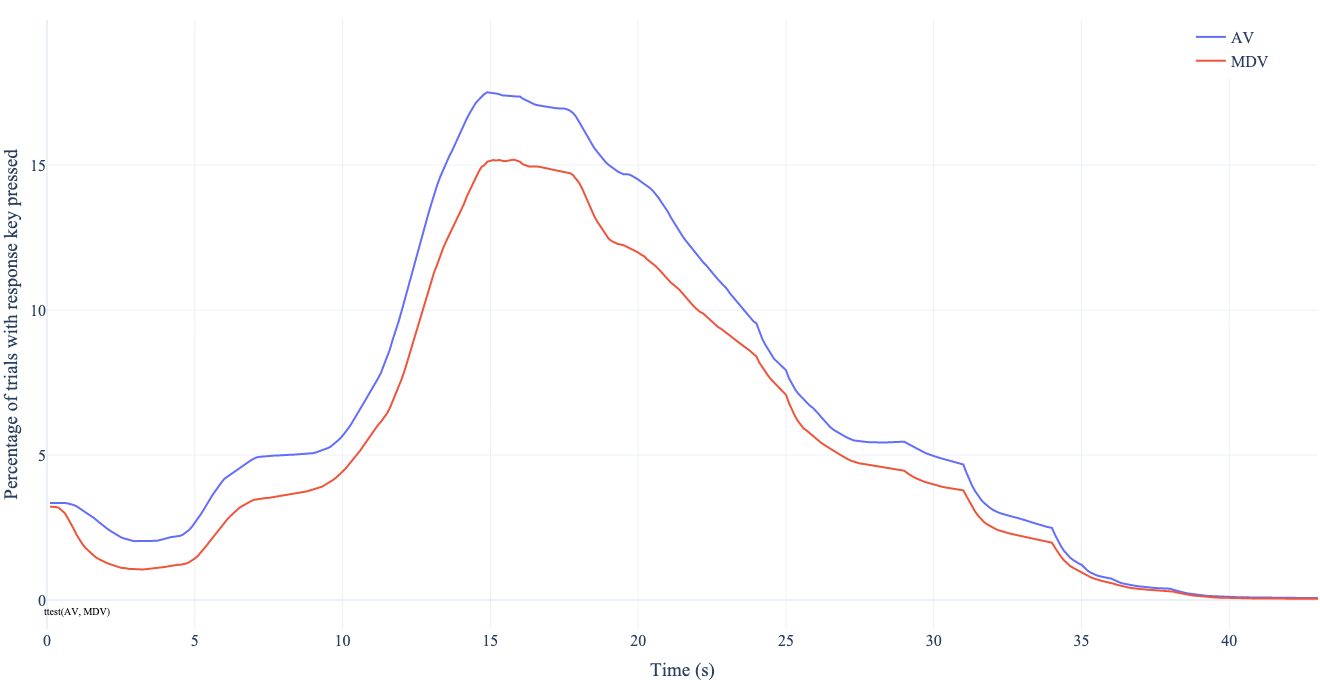 AV
MDV
Percentage of trials with response key pressed
15
10
5
0
ttest(AV, MDV)
0 5 10 15 20 25 30 35 40
Time (s)